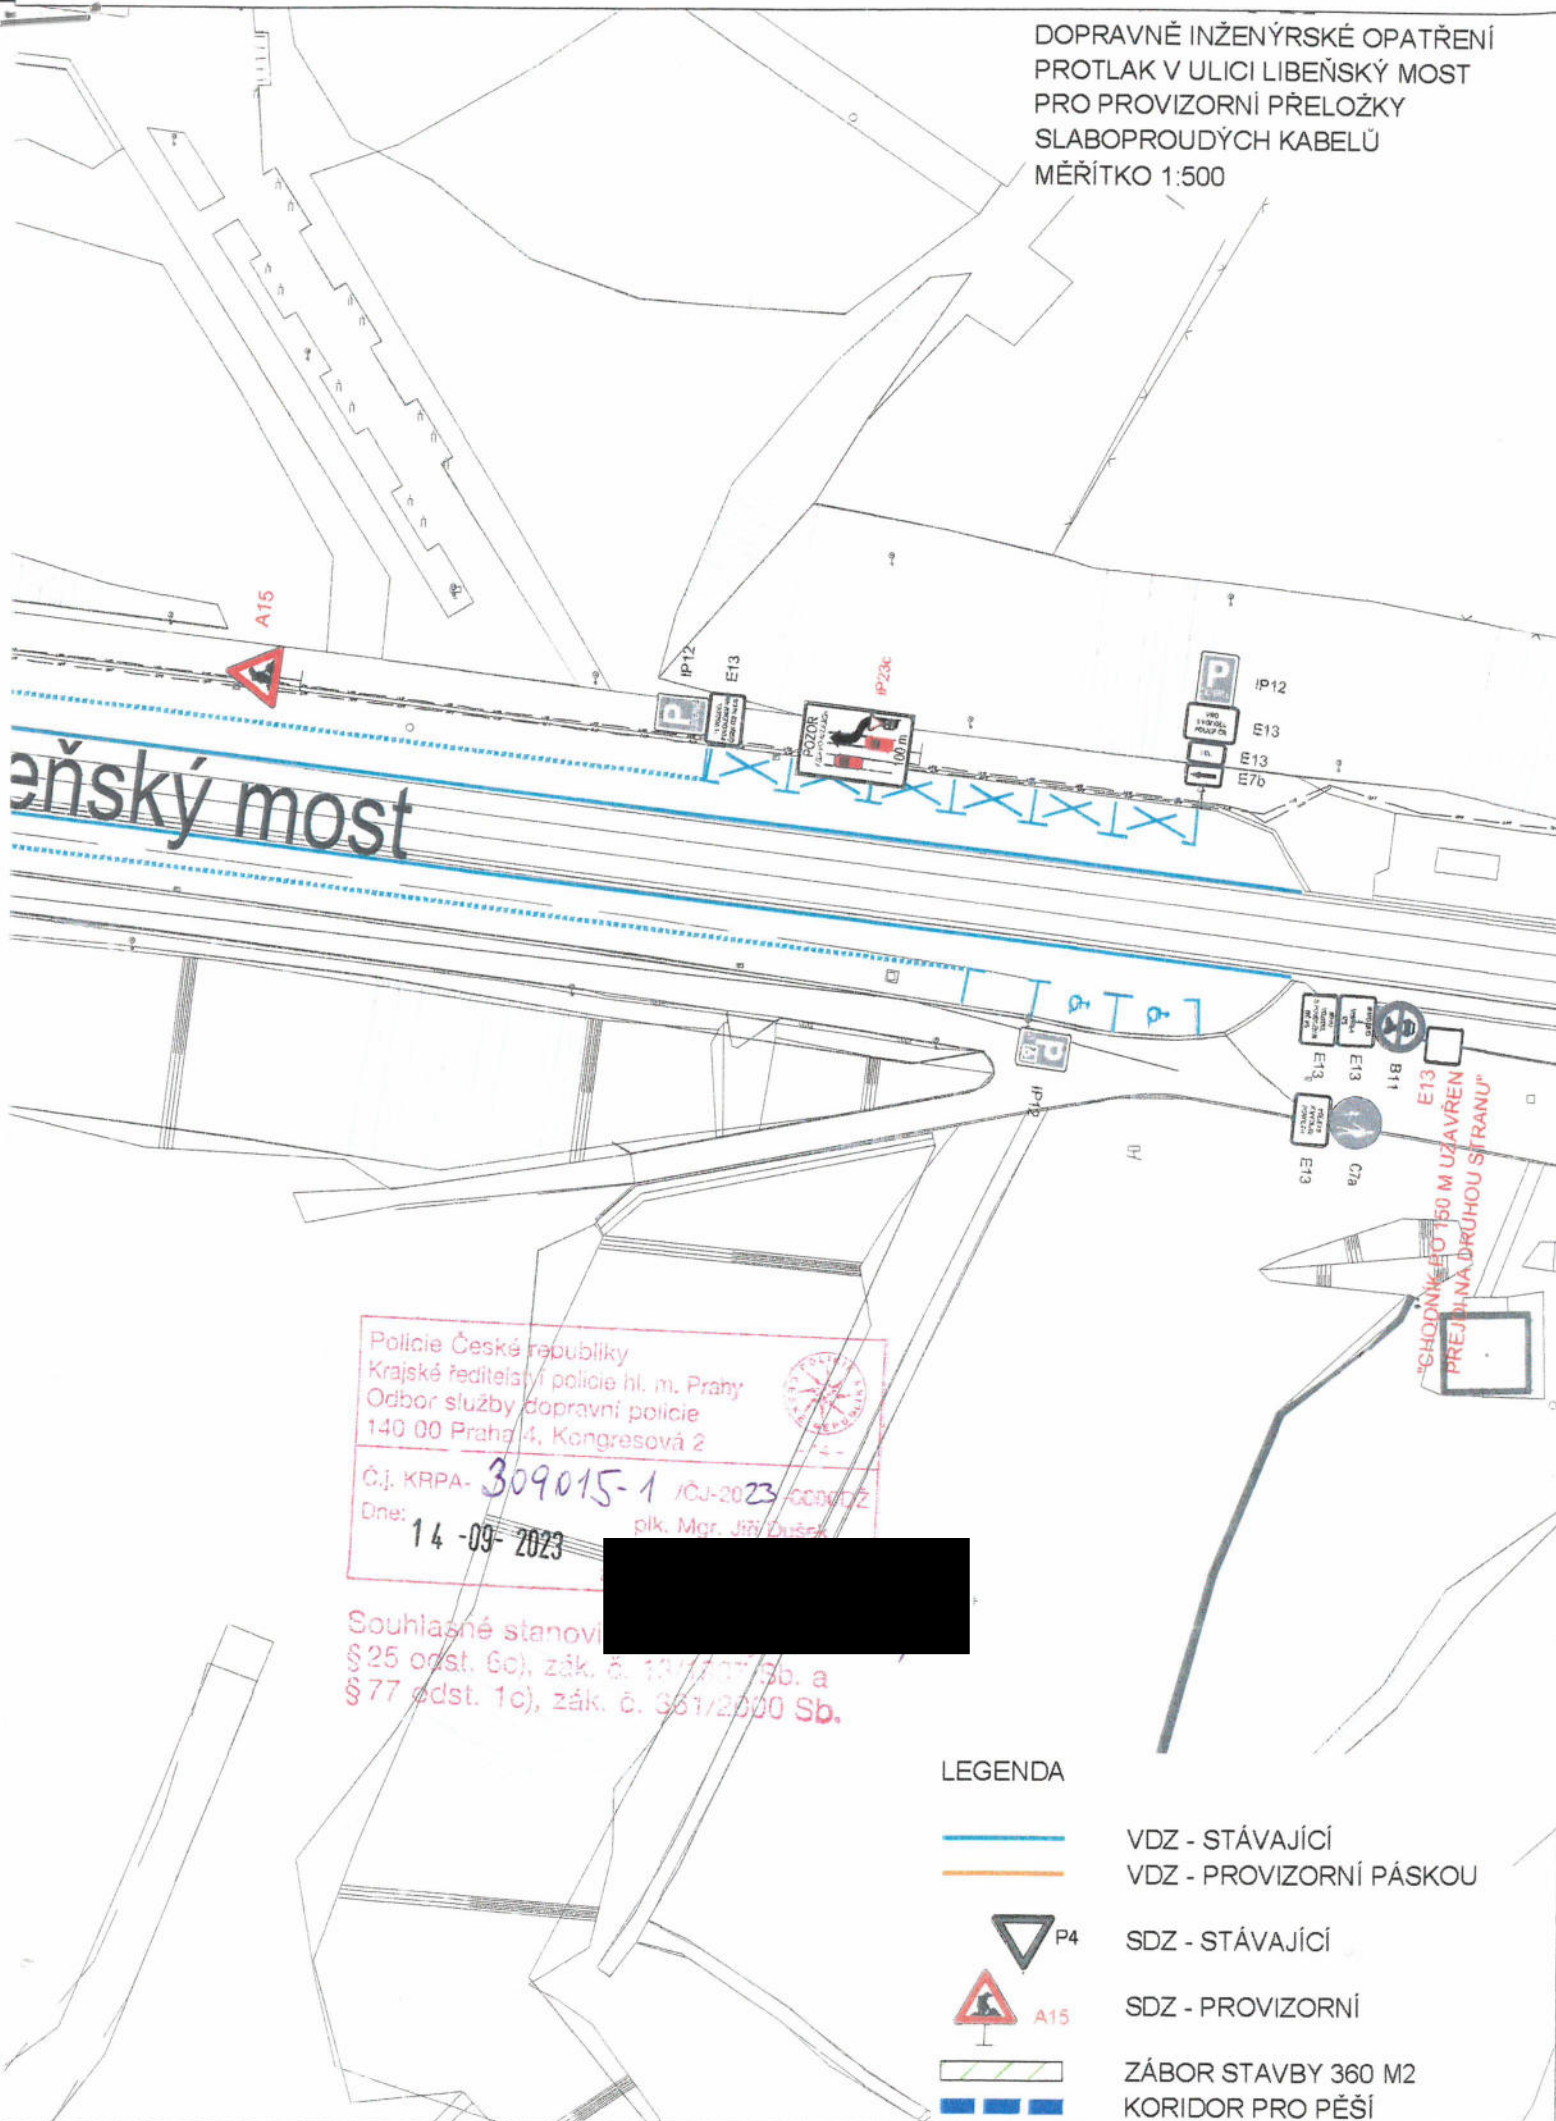 DOPRAVNĚ INŽENÝRSKÉ OPATŘENÍ
PROTLAK V ULICI LIBEŇSKÝ MOST
PRO PROVIZORNÍ PŘELOŽKY
SLABOPROUDÝCH KABELŮ
MĚŘÍTKO 1:500
A15
IP12
E13
POZOR
100 m
IP23c
P
IP12
E13
E13
E7b
eňský most
P
IP12
E13
E13
B11
E13
E13
C7a
"CHODNÍK PO 150 M UZAVŘEN
PŘEJDI NA DRUHOU STRANU"
Policie České republiky
Krajské ředitelství policie hl. m. Prahy
Odbor služby dopravní policie
140 00 Praha 4, Kongresová 2
Č.j. KRPA- 309015-1 /ČJ-2023-0000DŽ
Dne: 14 -09- 2023
plk. Mgr. Jiří Dušek
Souhlasné
§ 25 odst. 6c), zák. č. Sb. a
§ 77 odst. 1c), zák. č. 361/2000 Sb.
LEGENDA
VDZ - STÁVAJÍCÍ
VDZ - PROVIZORNÍ PÁSKOU
P4 SDZ - STÁVAJÍCÍ
A15 SDZ - PROVIZORNÍ
ZÁBOR STAVBY 360 M2
KORIDOR PRO PĚŠÍ